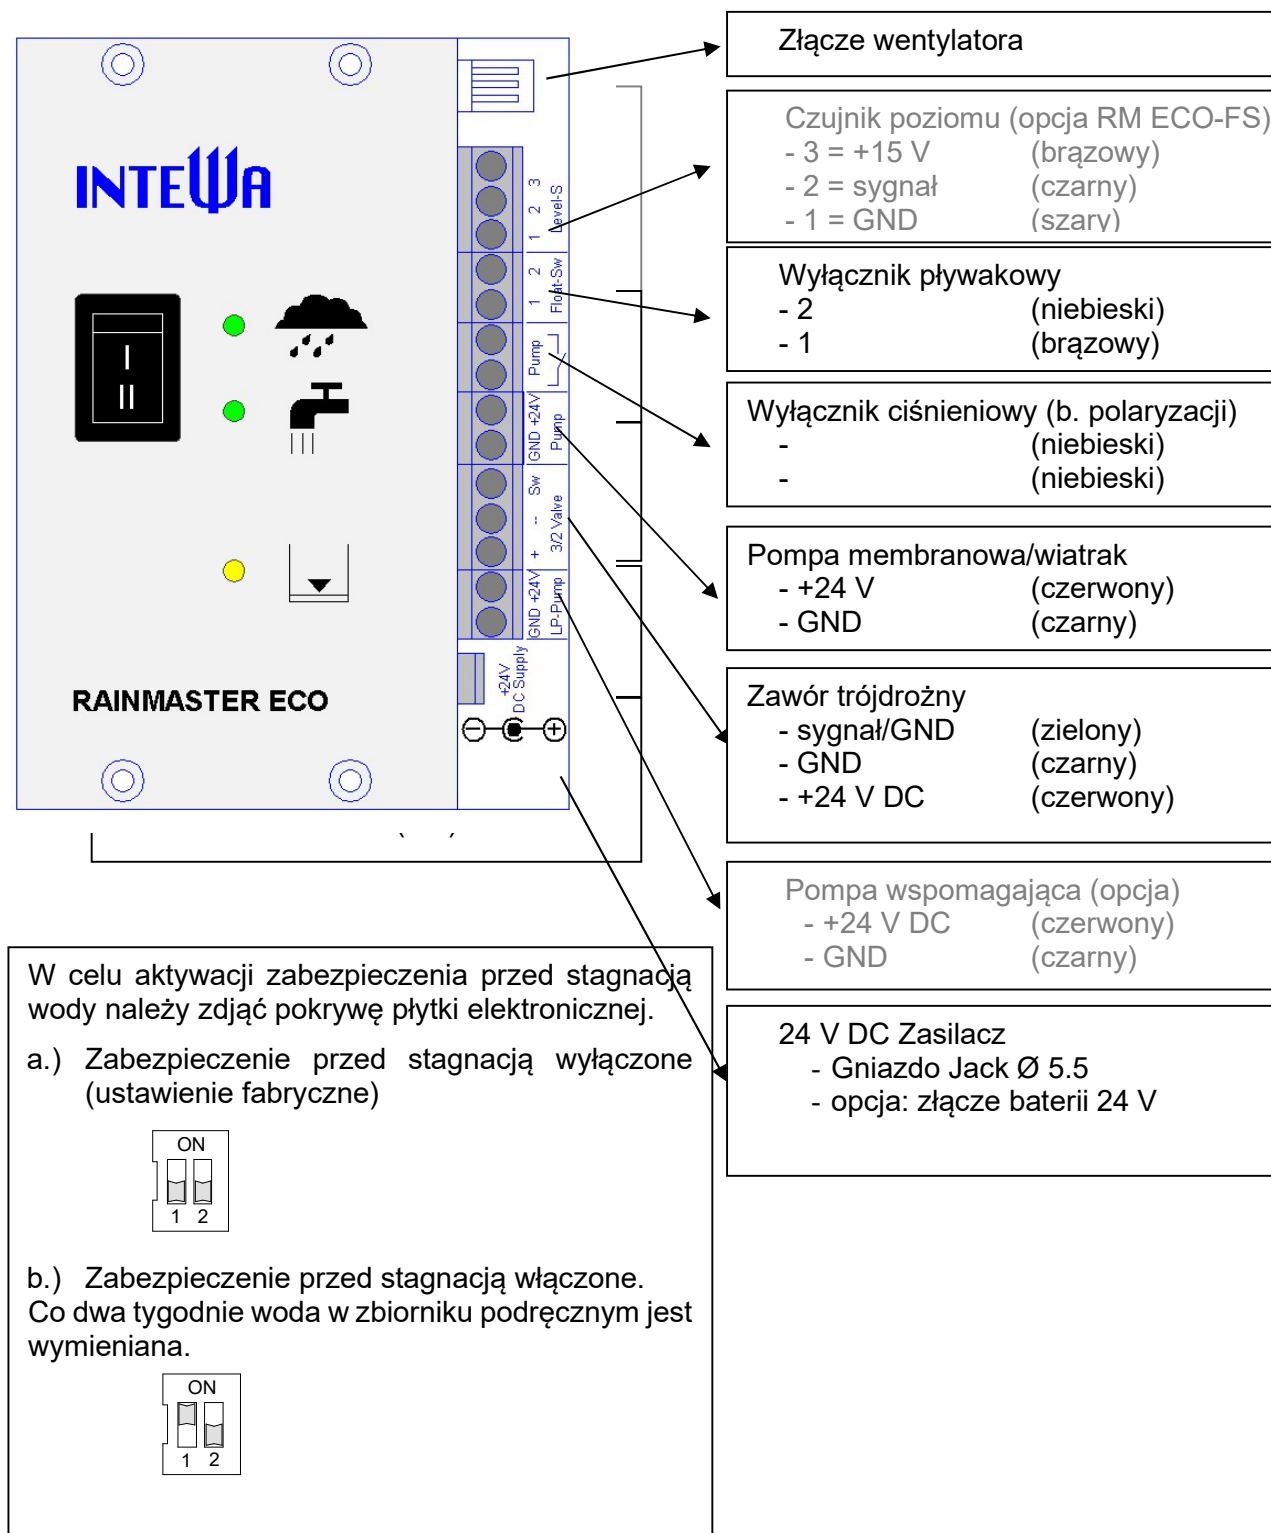 INTEWA
I
II
RAINMASTER ECO
1 2 3
Level-S
1 2
Float-Sw
Pump
GND +24V
Pump
+ -- Sw
3/2 Valve
GND +24V
LP-Pump
+24V
DC Supply
Złącze wentylatora
Czujnik poziomu (opcja RM ECO-FS)
- 3 = +15 V (brązowy)
- 2 = sygnał (czarny)
- 1 = GND (szary)
Wyłącznik pływakowy
- 2 (niebieski)
- 1 (brązowy)
Wyłącznik ciśnieniowy (b. polaryzacji)
- (niebieski)
- (niebieski)
Pompa membranowa/wiatrak
- +24 V (czerwony)
- GND (czarny)
Zawór trójdrożny
- sygnał/GND (zielony)
- GND (czarny)
- +24 V DC (czerwony)
Pompa wspomagająca (opcja)
- +24 V DC (czerwony)
- GND (czarny)
24 V DC Zasilacz
- Gniazdo Jack Ø 5.5
- opcja: złącze baterii 24 V
W celu aktywacji zabezpieczenia przed stagnacją
wody należy zdjąć pokrywę płytki elektronicznej.
a.) Zabezpieczenie przed stagnacją wyłączone
(ustawienie fabryczne)
ON
1 2
b.) Zabezpieczenie przed stagnacją włączone.
Co dwa tygodnie woda w zbiorniku podręcznym jest
wymieniana.
ON
1 2